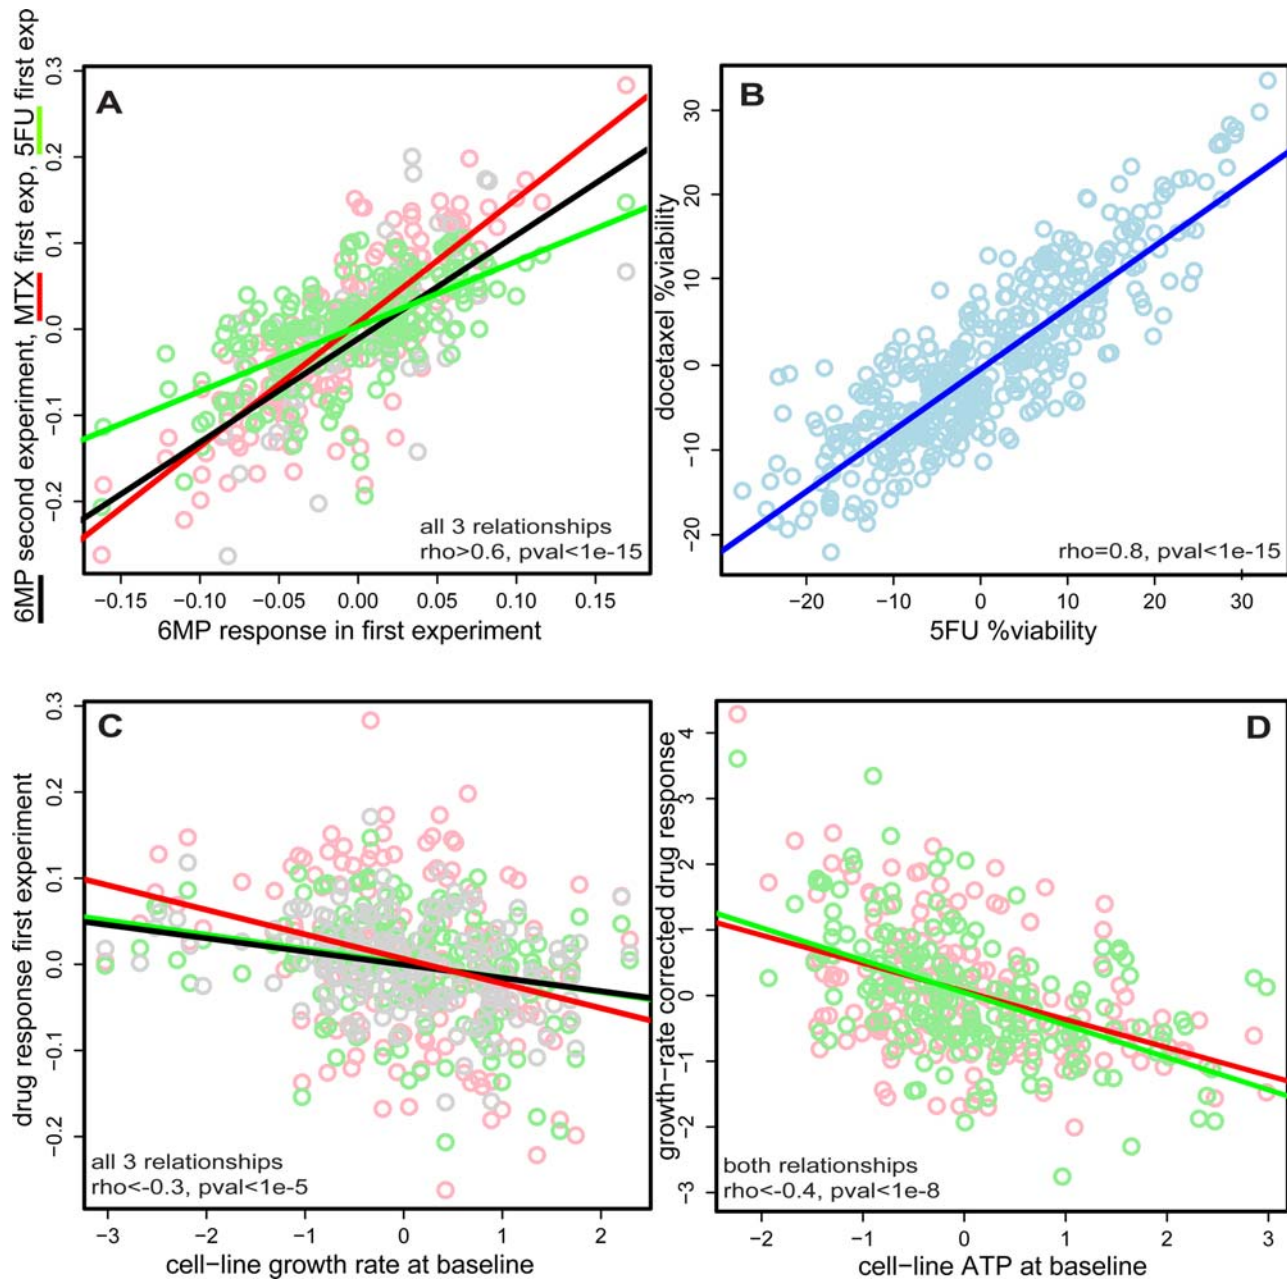 6MP second experiment, MTX first exp, 5FU first exp
A
0.3
0.2
0.1
0.0
−0.1
−0.2
all 3 relationships
rho>0.6, pval<1e-15
−0.15 −0.10 −0.05 0.00 0.05 0.10 0.15
6MP response in first experiment
B
docetaxel %viability
30
20
10
0
−10
−20
rho=0.8, pval<1e-15
−20 −10 0 10 20 30
5FU %viability
C
drug response first experiment
0.3
0.2
0.1
0.0
−0.1
−0.2
all 3 relationships
rho<-0.3, pval<1e-5
−3 −2 −1 0 1 2
cell−line growth rate at baseline
D
growth−rate corrected drug response
4
3
2
1
0
−1
−2
−3
both relationships
rho<-0.4, pval<1e-8
−2 −1 0 1 2 3
cell−line ATP at baseline